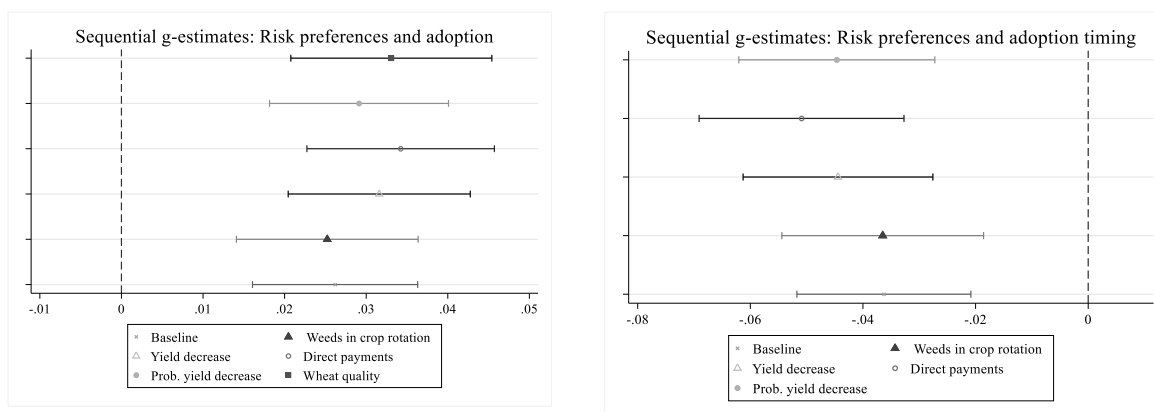 Sequential g-estimates: Risk preferences and adoption
-.01 0 .01 .02 .03 .04 .05
Baseline Weeds in crop rotation
Yield decrease Direct payments
Prob. yield decrease Wheat quality
Sequential g-estimates: Risk preferences and adoption timing
-.08 -.06 -.04 -.02 0
Baseline Weeds in crop rotation
Yield decrease Direct payments
Prob. yield decrease